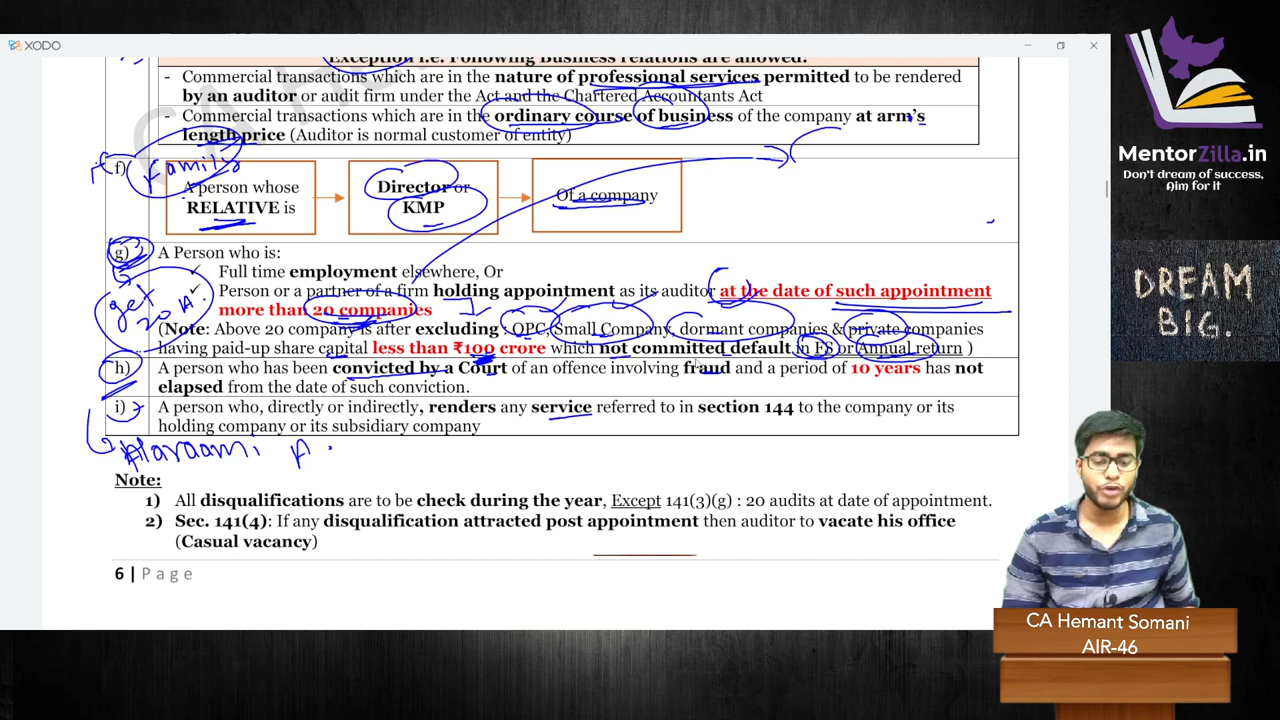 XODO
Exception i.e. Following business relations are allowed:
- Commercial transactions which are in the nature of professional services permitted to be rendered
by an auditor or audit firm under the Act and the Chartered Accountants Act
- Commercial transactions which are in the ordinary course of business of the company at arm's
length price (Auditor is normal customer of entity)
f)
Family
A person whose
RELATIVE is
Director or
KMP
Of a company
g) A Person who is:
✓ Full time employment elsewhere, Or
✓ Person or a partner of a firm holding appointment as its auditor at the date of such appointment
more than 20 companies
(Note: Above 20 company is after excluding : OPC, Small Company, dormant companies & private companies
having paid-up share capital less than ₹100 crore which not committed default in FS or Annual return )
get
20 A.
h) A person who has been convicted by a Court of an offence involving fraud and a period of 10 years has not
elapsed from the date of such conviction.
i) A person who, directly or indirectly, renders any service referred to in section 144 to the company or its
holding company or its subsidiary company
Haraami A.
Note:
1) All disqualifications are to be check during the year, Except 141(3)(g) : 20 audits at date of appointment.
2) Sec. 141(4): If any disqualification attracted post appointment then auditor to vacate his office
(Casual vacancy)
6 | Page
MentorZilla.in
Don't dream of success,
Aim for it
DREAM
BIG.
CA Hemant Somani
AIR-46